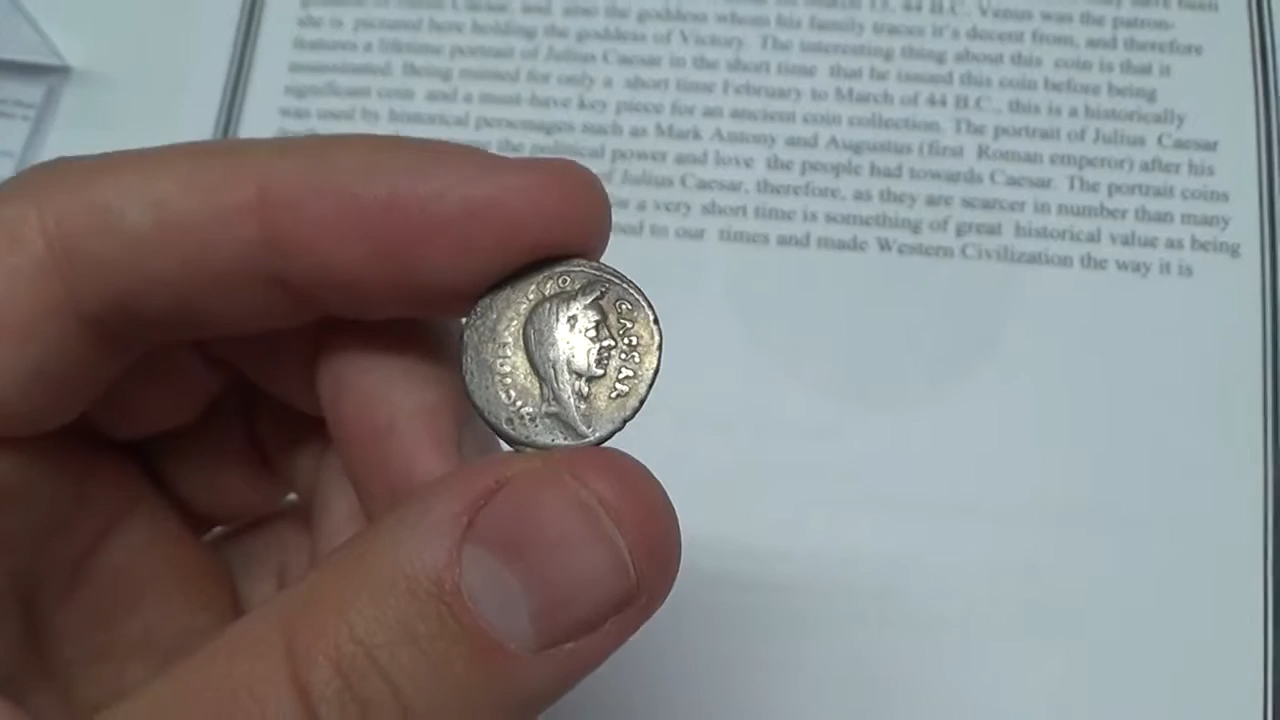 44 B.C. Venus was the patron-
and also the goddess whom his family traces it's decent from, and therefore
she is pictured here holding the goddess of Victory. The interesting thing about this coin is that it
features a lifetime portrait of Julius Caesar in the short time that he issued this coin before being
assassinated. Being minted for only a short time February to March of 44 B.C., this is a historically
significant coin and a must-have key piece for an ancient coin collection. The portrait of Julius Caesar
was used by historical personages such as Mark Antony and Augustus (first Roman emperor) after his
the political power and love the people had towards Caesar. The portrait coins
of Julius Caesar, therefore, as they are scarcer in number than many
a very short time is something of great historical value as being
to our times and made Western Civilization the way it is
CAESAR